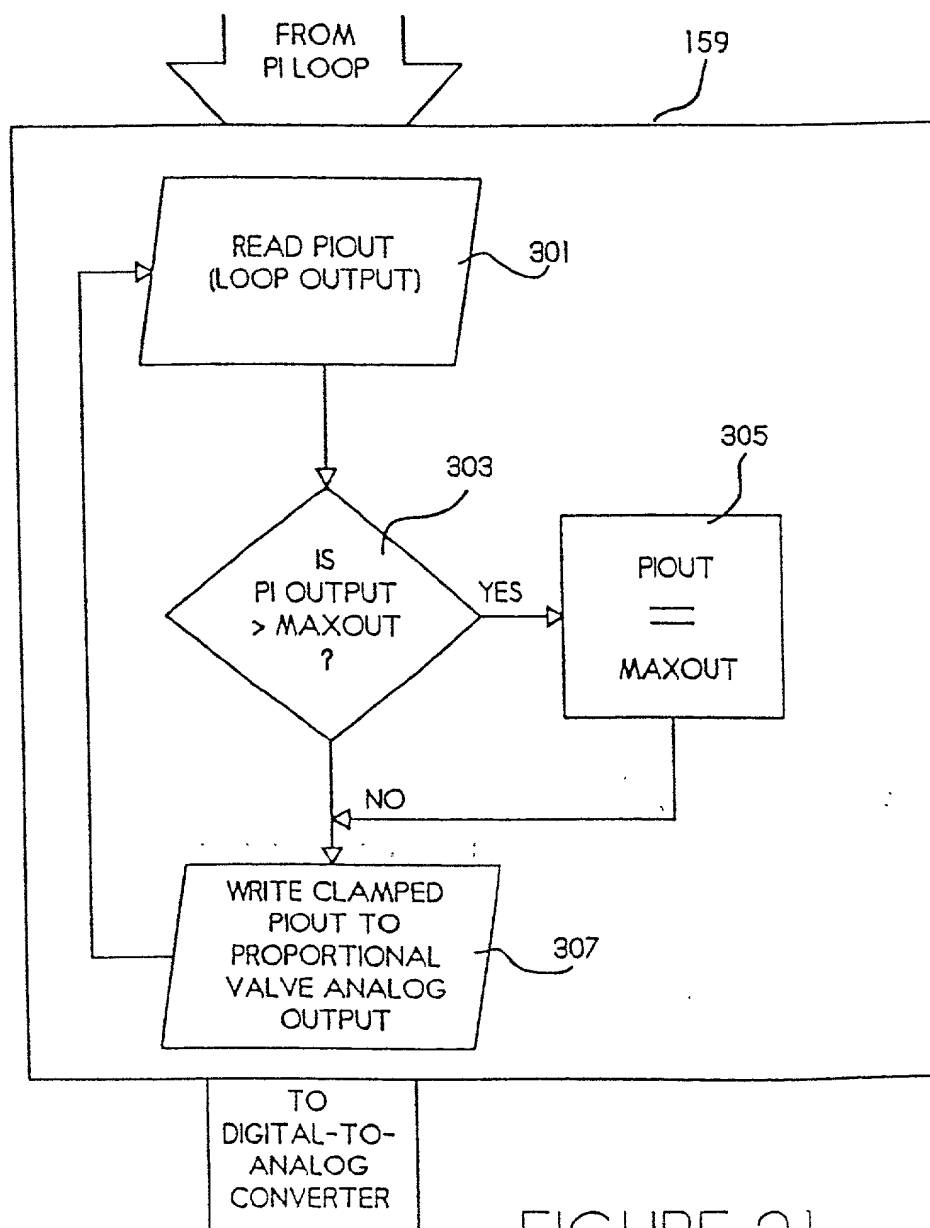 FROM
PI LOOP
159
READ PIOUT
(LOOP OUTPUT)
301
303
IS
PI OUTPUT
> MAXOUT
?
YES
305
PIOUT
=
MAXOUT
NO
WRITE CLAMPED
PIOUT TO
PROPORTIONAL
VALVE ANALOG
OUTPUT
307
TO
DIGITAL-TO-
ANALOG
CONVERTER
FIGURE